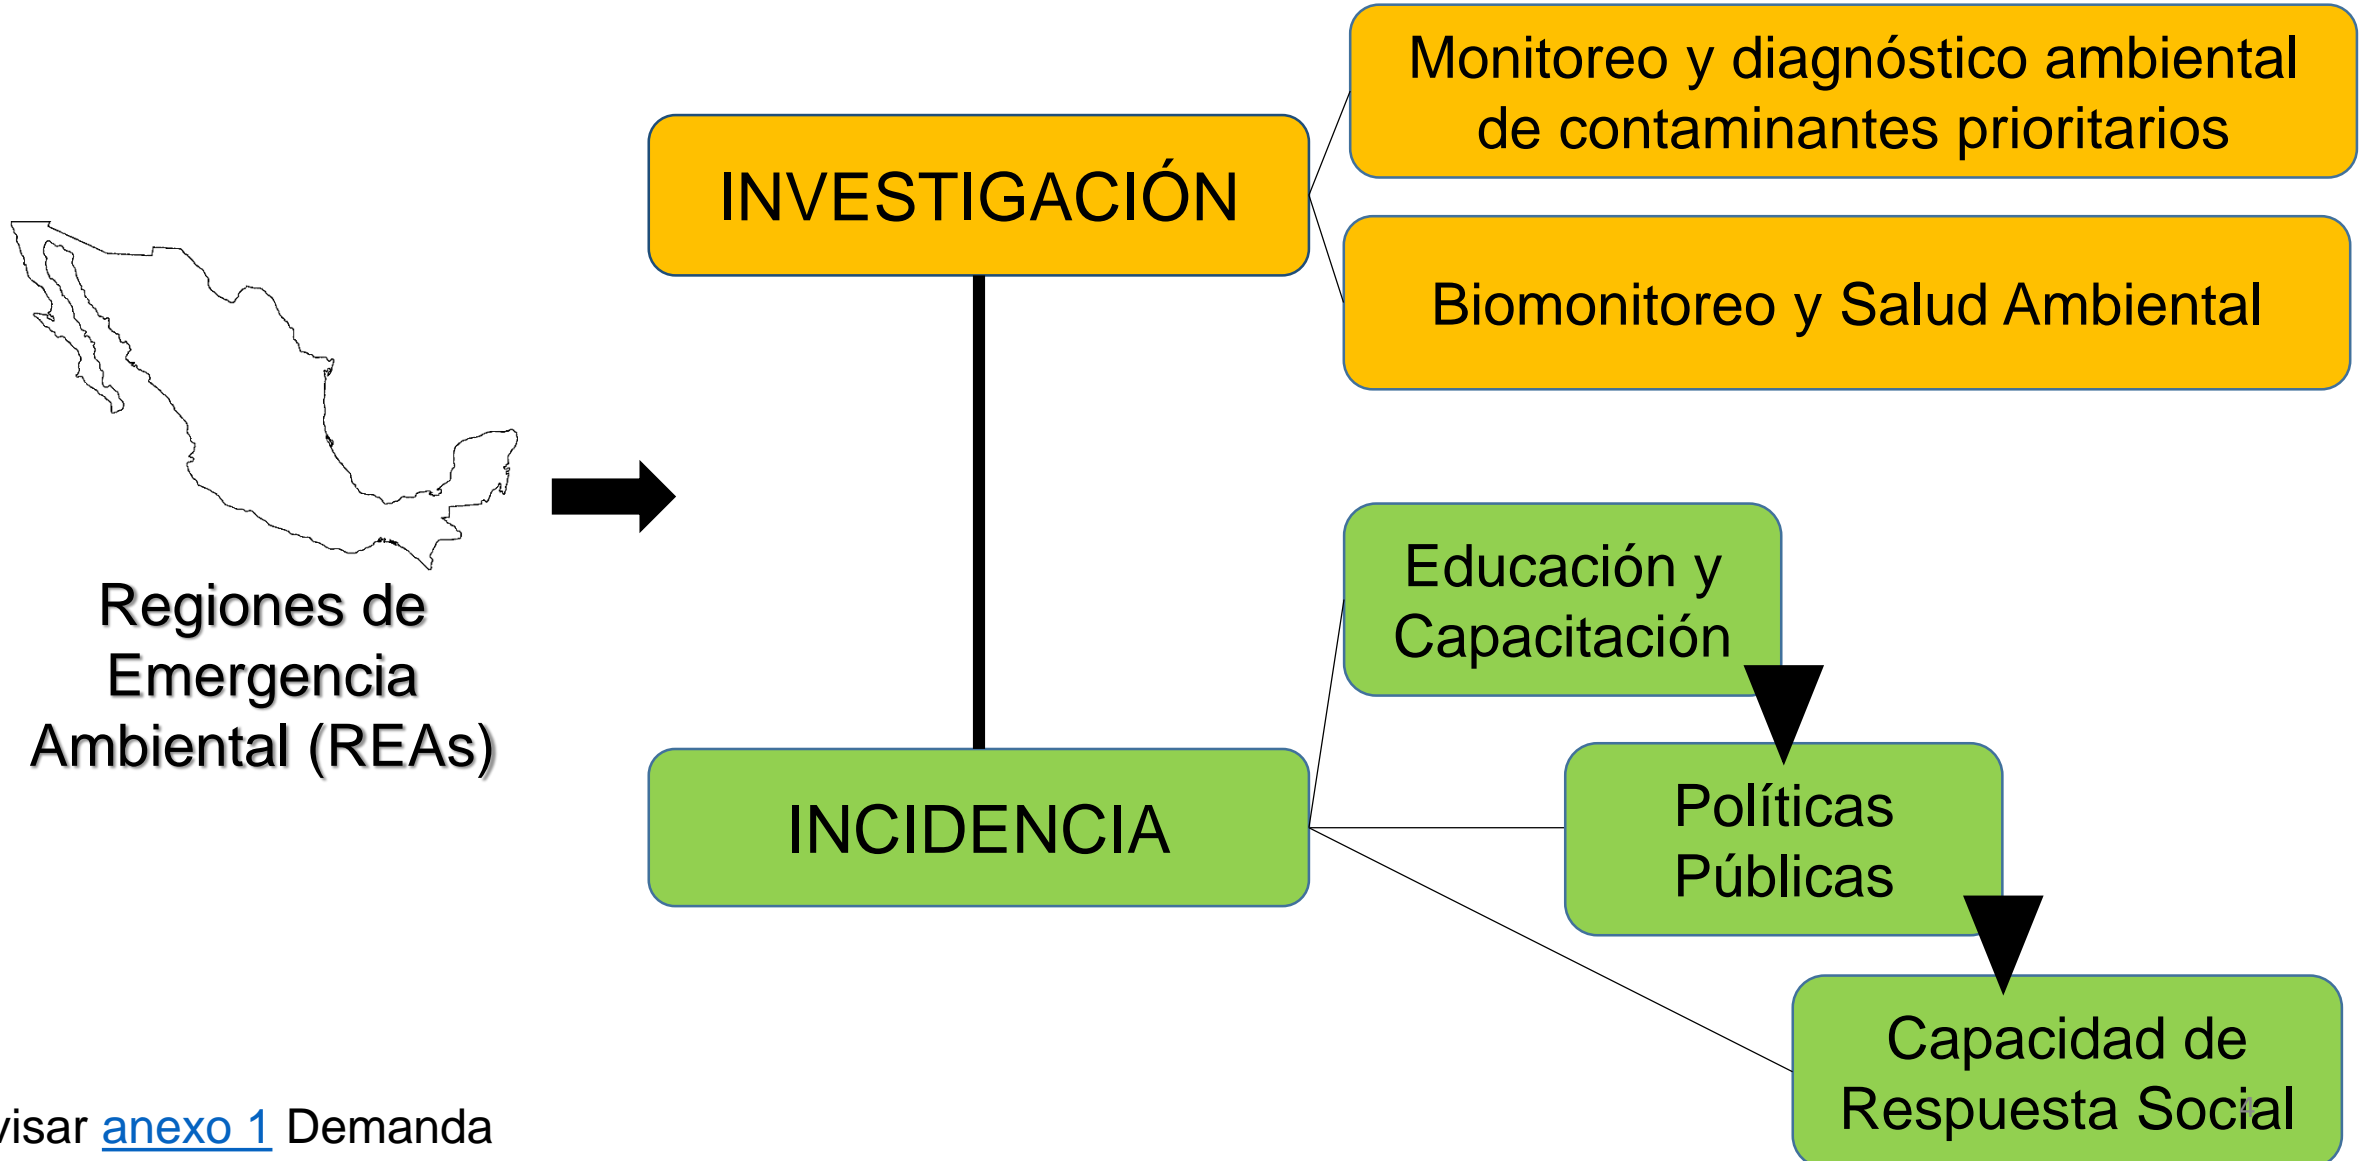 Monitoreo y diagnóstico ambiental
de contaminantes prioritarios
INVESTIGACIÓN
Biomonitoreo y Salud Ambiental
Regiones de
Emergencia
Ambiental (REAs)
Educación y
Capacitación
INCIDENCIA
Políticas
Públicas
Capacidad de
Respuesta Social
4
visar anexo 1 Demanda